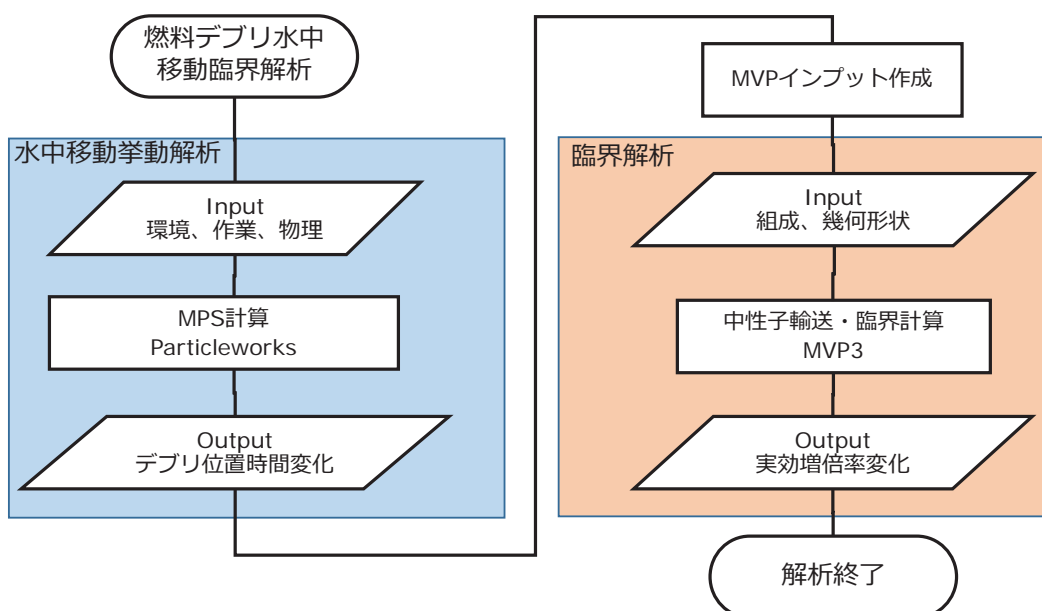 燃料デブリ水中
移動臨界解析
水中移動挙動解析
Input
環境、作業、物理
MPS計算
Particleworks
Output
デブリ位置時間変化
MVPインプット作成
臨界解析
Input
組成、幾何形状
中性子輸送・臨界計算
MVP3
Output
実効増倍率変化
解析終了